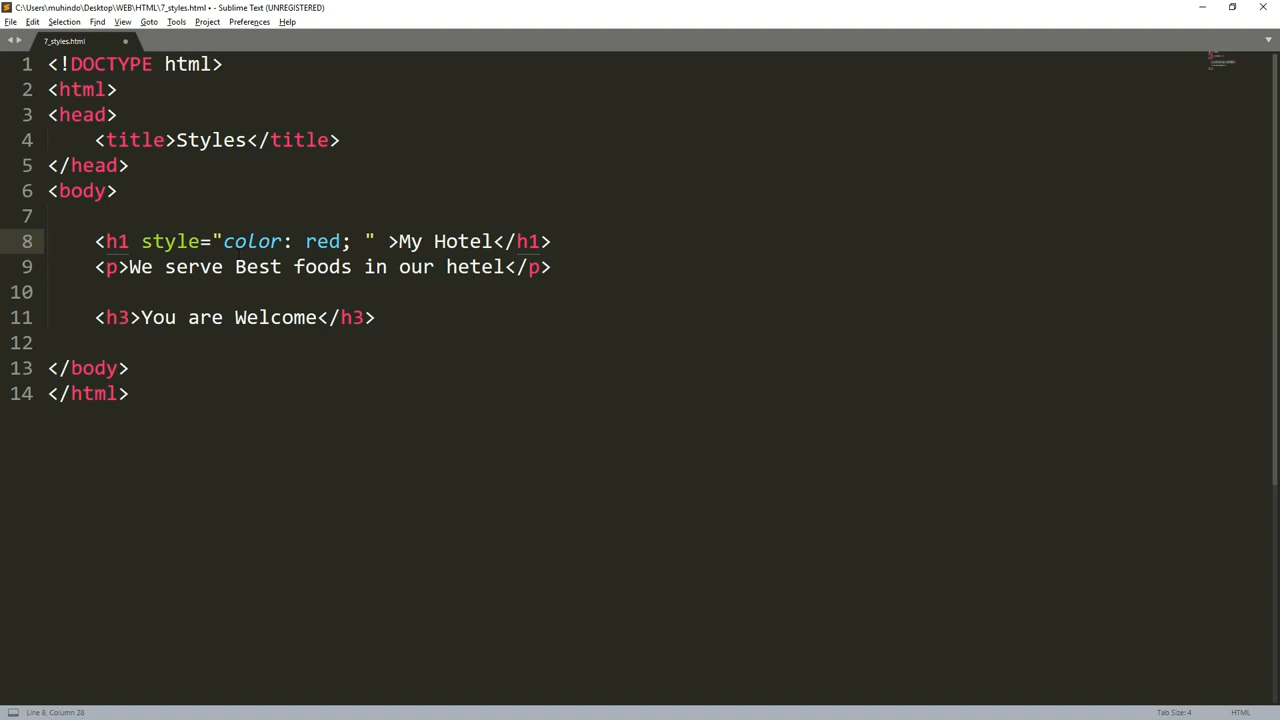 C:\Users\muhindo\Desktop\WEB\HTML\7_styles.html • - Sublime Text (UNREGISTERED)
File Edit Selection Find View Goto Tools Project Preferences Help
7_styles.html
1 <!DOCTYPE html>
2 <html>
3 <head>
4 <title>Styles</title>
5 </head>
6 <body>
7
8 <h1 style="color: red; " >My Hotel</h1>
9 <p>We serve Best foods in our hetel</p>
10
11 <h3>You are Welcome</h3>
12
13 </body>
14 </html>
Line 8, Column 28 Tab Size: 4 HTML